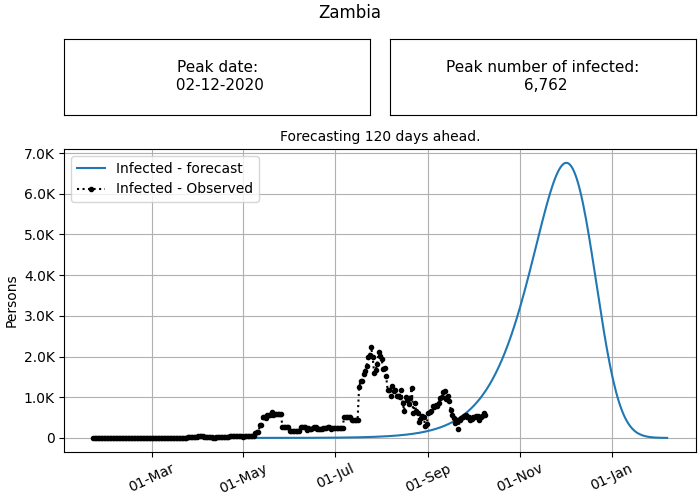 Zambia
Peak date:
02-12-2020
Peak number of infected:
6,762
Forecasting 120 days ahead.
Infected - forecast
Infected - Observed
7.0K
6.0K
5.0K
4.0K
3.0K
2.0K
1.0K
0
Persons
01-Mar
01-May
01-Jul
01-Sep
01-Nov
01-Jan